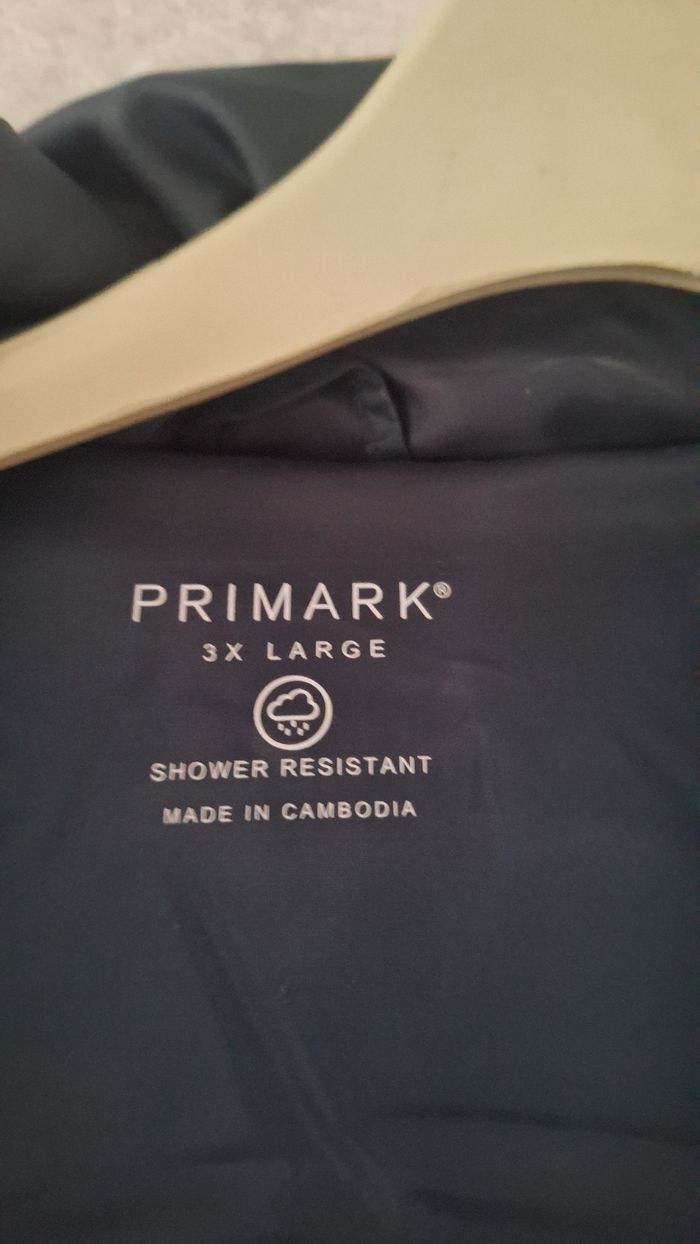 PRIMARK®
3X LARGE
SHOWER RESISTANT
MADE IN CAMBODIA